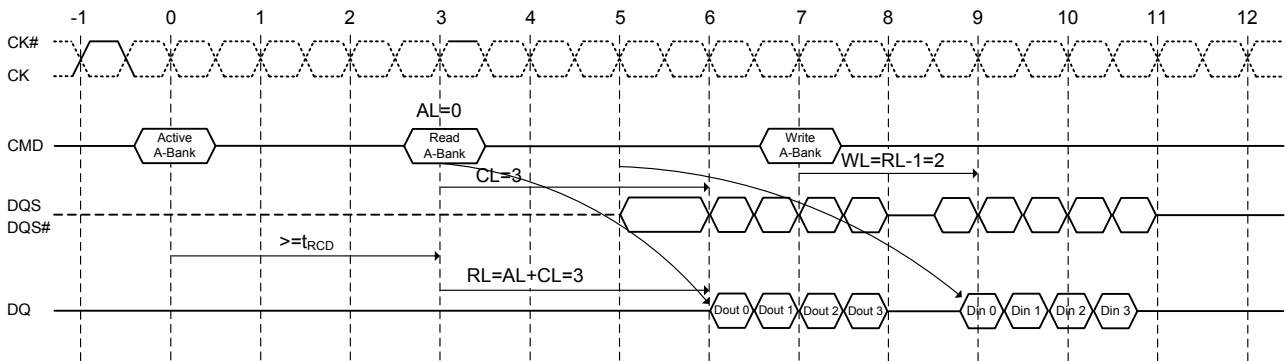 -1 0 1 2 3 4 5 6 7 8 9 10 11 12
CK#
CK
AL=0
CMD
Active
A-Bank
Read
A-Bank
Write
A-Bank
WL=RL-1=2
CL=3
DQS
DQS#
>=tRCD
RL=AL+CL=3
DQ
Dout 0 Dout 1 Dout 2 Dout 3 Din 0 Din 1 Din 2 Din 3